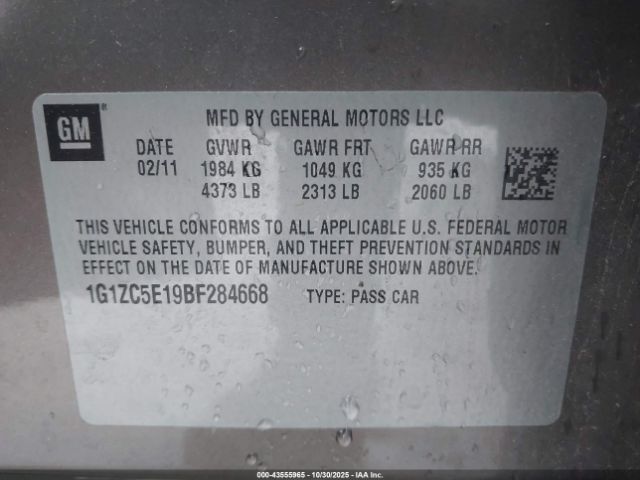 GM
MFD BY GENERAL MOTORS LLC
DATE GVWR GAWR FRT GAWR RR
02/11 1984 KG 1049 KG 935 KG
4373 LB 2313 LB 2060 LB
THIS VEHICLE CONFORMS TO ALL APPLICABLE U.S. FEDERAL MOTOR
VEHICLE SAFETY, BUMPER, AND THEFT PREVENTION STANDARDS IN
EFFECT ON THE DATE OF MANUFACTURE SHOWN ABOVE.
1G1ZC5E19BF284668 TYPE: PASS CAR
000-43555965 - 10/30/2025 - Copyright © 2025 IAA, Inc.